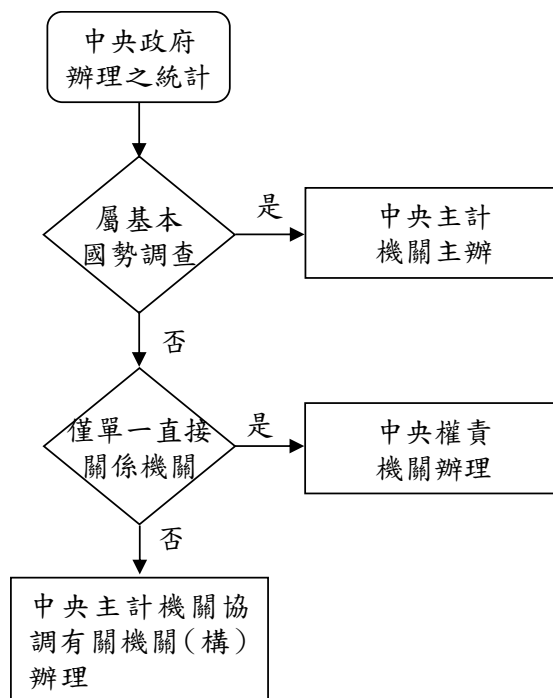 中央政府
辦理之統計
屬基本
國勢調查
是
中央主計
機關主辦
否
僅單一直接
關係機關
是
中央權責
機關辦理
否
中央主計機關協
調有關機關(構)
辦理